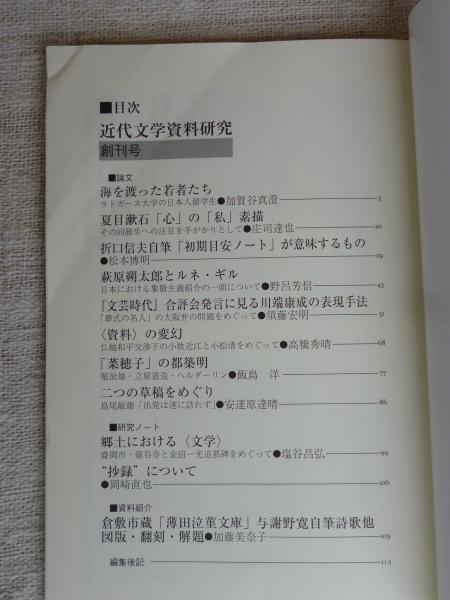 ■目次
近代文学資料研究
創刊号
■論文
海を渡った若者たち
ラトガース大学の日本人留学生●加賀谷真澄 3
夏目漱石「心」の「私」素描
その同級生への注目を手がかりとして●庄司達也 20
折口信夫自筆「初期目安ノート」が意味するもの
●松本博明 29
萩原朔太郎とルネ・ギル
日本における象徴主義紹介の一面について●野呂芳信 43
「文芸時代」合評会発言に見る川端康成の表現手法
「葬式の名人」の大阪弁の問題をめぐって●須藤宏明 51
〈資料〉の変幻
仏越和平交渉下の小牧近江と小松清をめぐって●高橋秀晴 68
「菜穂子」の都築明
堀辰雄・立原道造・ヘルダーリン●飯島 洋 77
二つの草稿をめぐり
島尾敏雄「出発は遂に訪れず」●安達原達晴 86
■研究ノート
郷土における〈文学〉
盛岡市・龍谷寺と金田一光追慕碑をめぐって●塩谷昌弘 99
“抄録”について
●岡崎直也 106
■資料紹介
倉敷市蔵「薄田泣菫文庫」与謝野寛自筆詩歌他
図版・翻刻・解題●加藤美奈子 109
編集後記 115